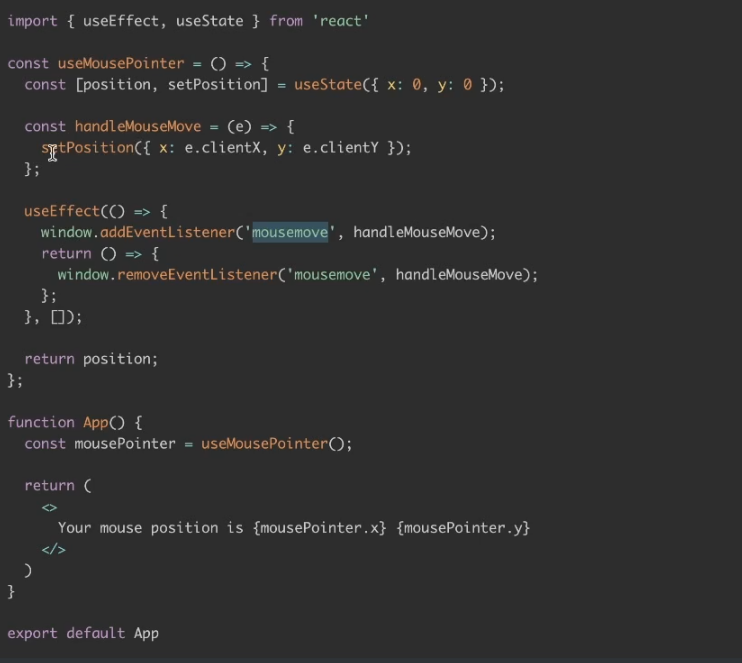 import { useEffect, useState } from 'react'
const useMousePointer = () => {
const [position, setPosition] = useState({ x: 0, y: 0 });
const handleMouseMove = (e) => {
setPosition({ x: e.clientX, y: e.clientY });
};
useEffect(() => {
window.addEventListener('mousemove', handleMouseMove);
return () => {
window.removeEventListener('mousemove', handleMouseMove);
};
}, []);
return position;
};
function App() {
const mousePointer = useMousePointer();
return (
<>
Your mouse position is {mousePointer.x} {mousePointer.y}
</>
)
}
export default App